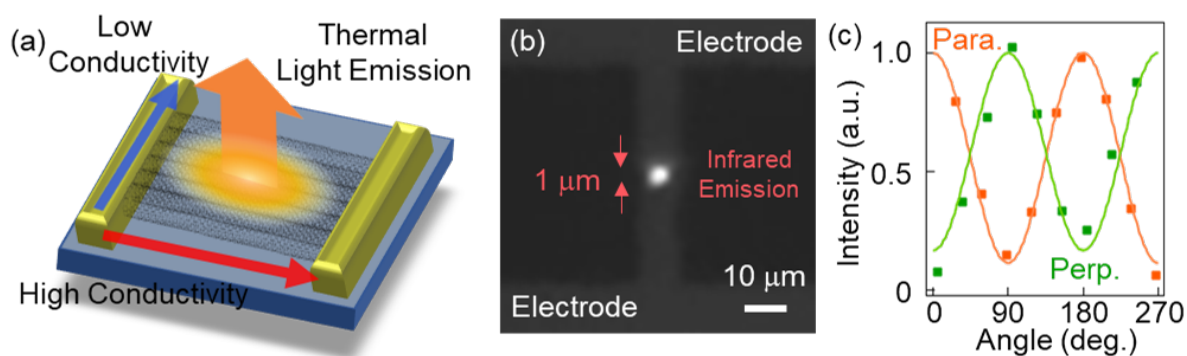 (a)
Low
Conductivity
Thermal
Light Emission
High Conductivity
(b)
Electrode
1 μm
Infrared
Emission
10 μm
Electrode
(c)
Intensity (a.u.)
1.0
0.5
0
Para.
Perp.
0 90 180 270
Angle (deg.)